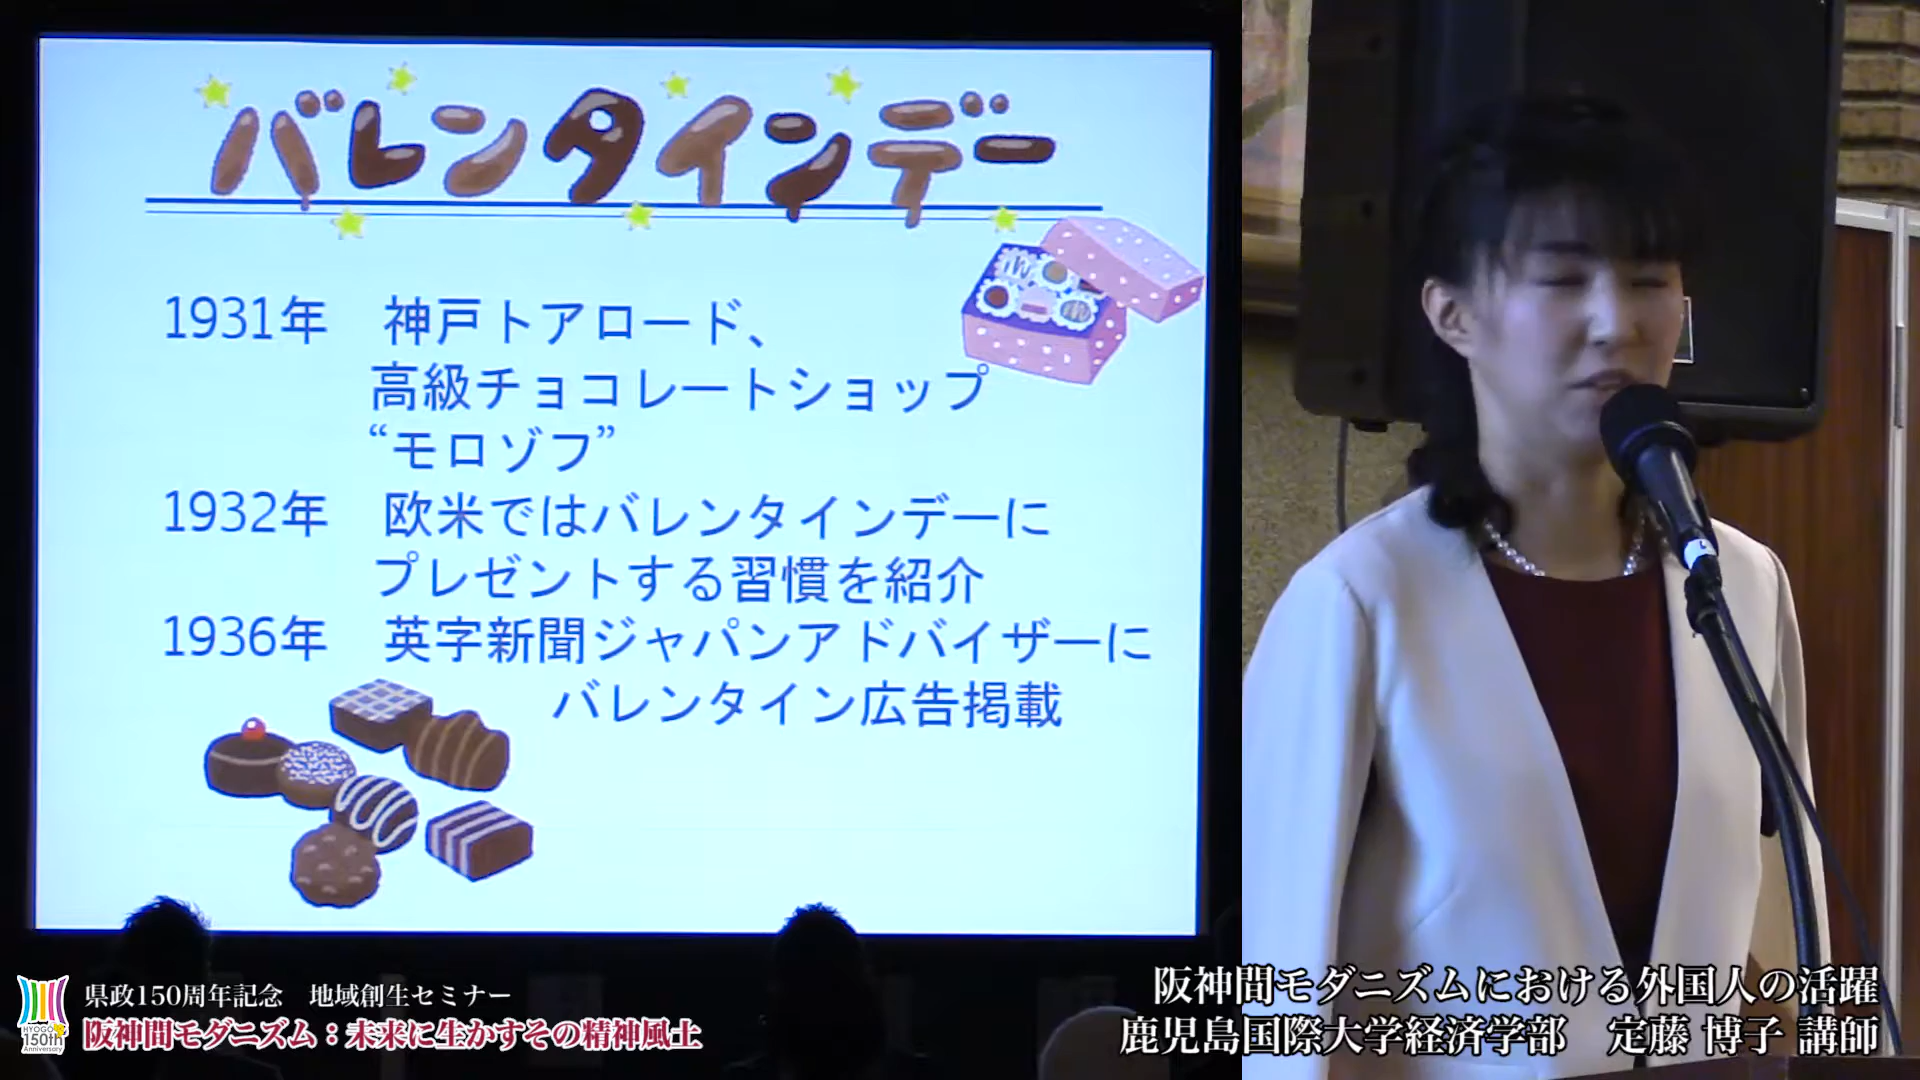 バレンタインデー
1931年　神戸トアロード、
高級チョコレートショップ
“モロゾフ”
1932年　欧米ではバレンタインデーに
プレゼントする習慣を紹介
1936年　英字新聞ジャパンアドバイザーに
バレンタイン広告掲載
HYOGO
150th
Anniversary
県政150周年記念　地域創生セミナー
阪神間モダニズム：未来に生かすその精神風土
阪神間モダニズムにおける外国人の活躍
鹿児島国際大学経済学部　定藤 博子 講師